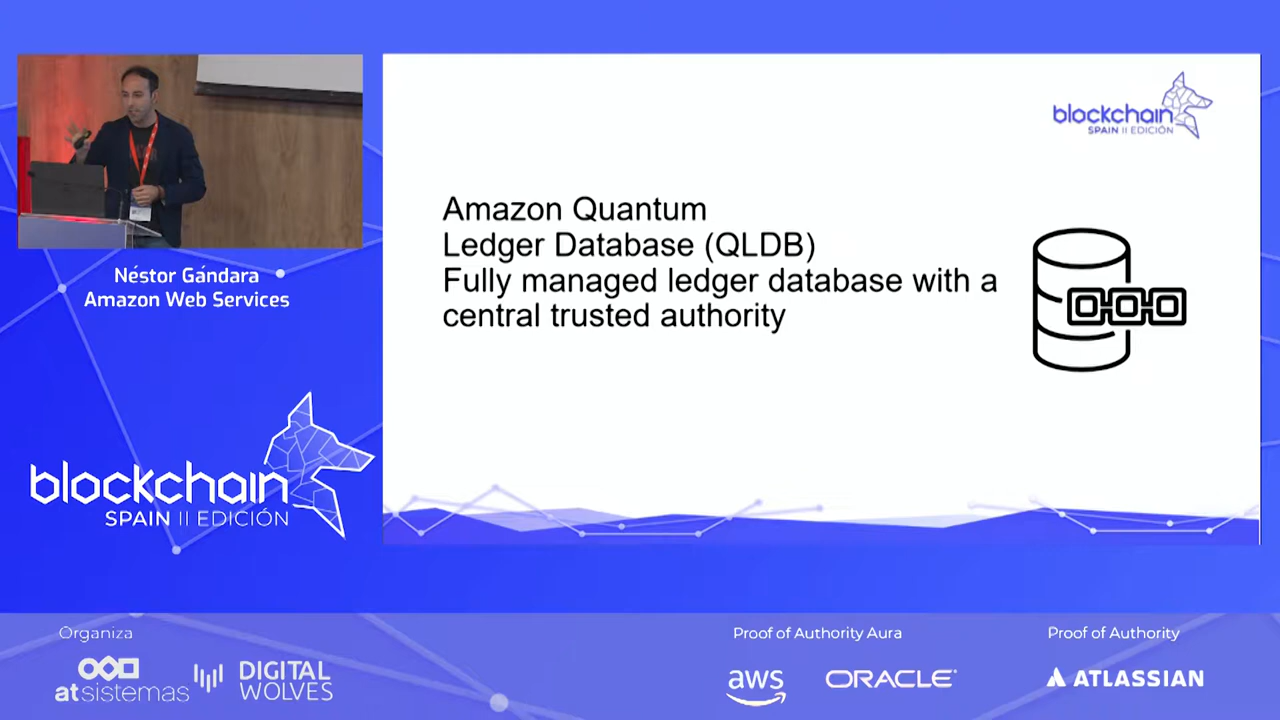 blockchain
SPAIN II EDICIÓN
Amazon Quantum
Ledger Database (QLDB)
Fully managed ledger database with a
central trusted authority
Néstor Gándara
Amazon Web Services
blockchain
SPAIN II EDICIÓN
Organiza
atsistemas
DIGITAL
WOLVES
Proof of Authority Aura
aws
ORACLE
Proof of Authority
ATLASSIAN